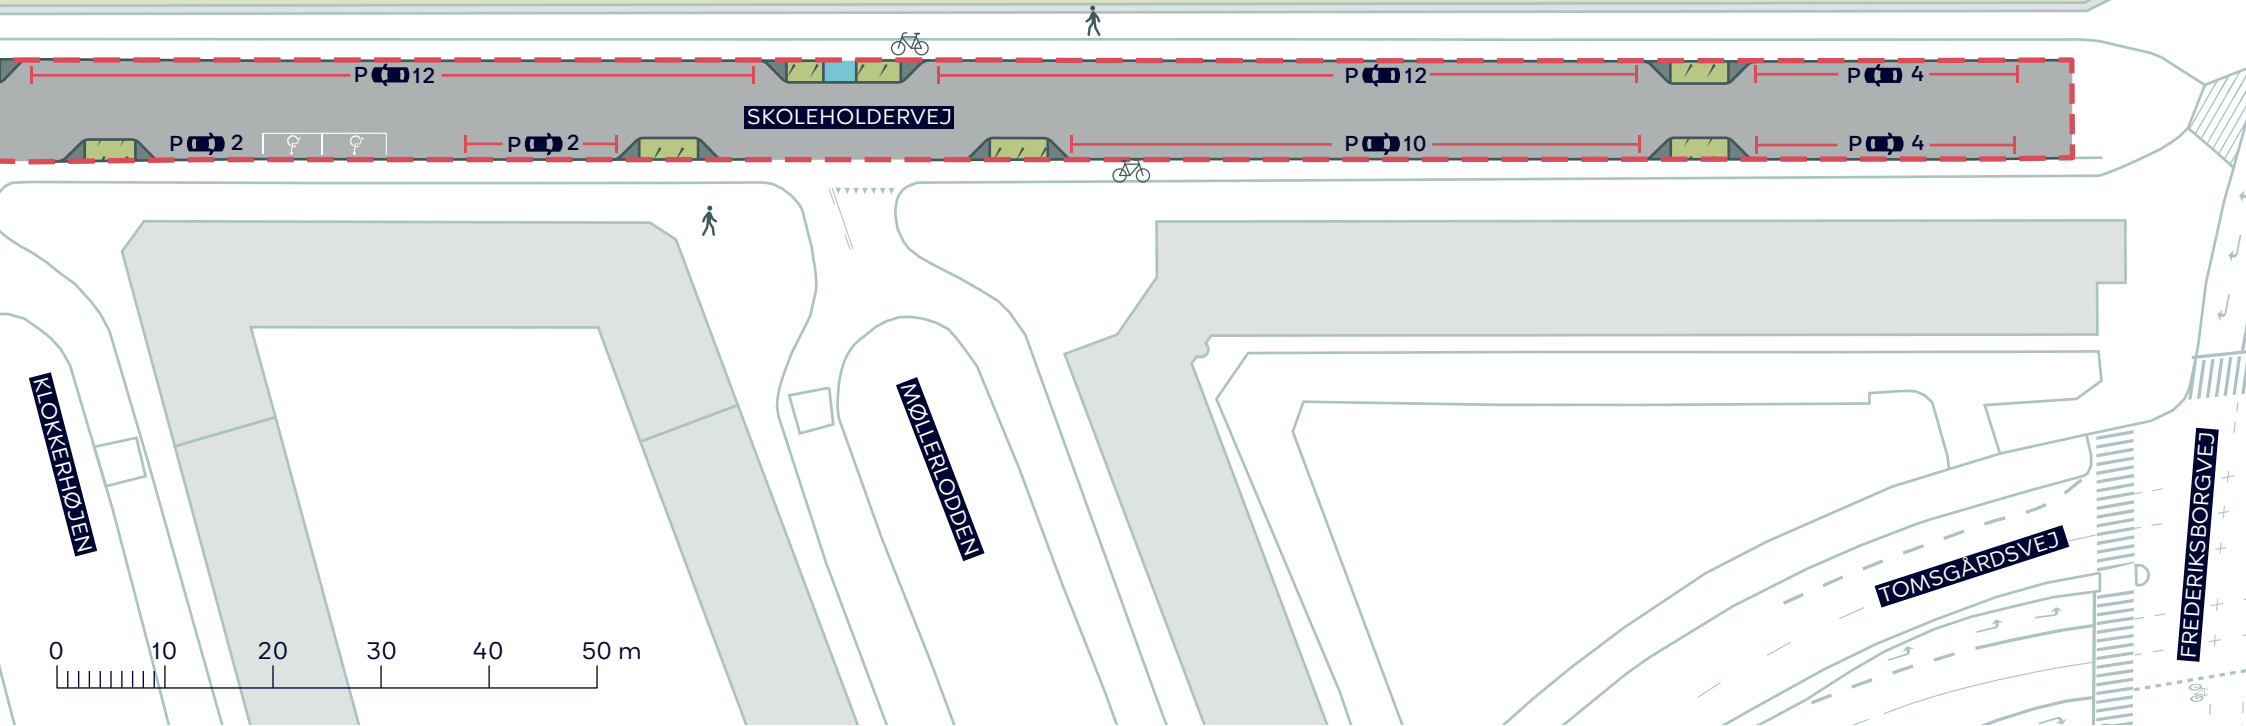 P 12
P 12
P 4
SKOLEHOLDERVEJ
P 2
P 2
P 10
P 4
KLOKKERHØJEN
MØLLERLODDEN
TOMSGÅRDSVEJ
FREDERIKSBORGVEJ
0 10 20 30 40 50 m